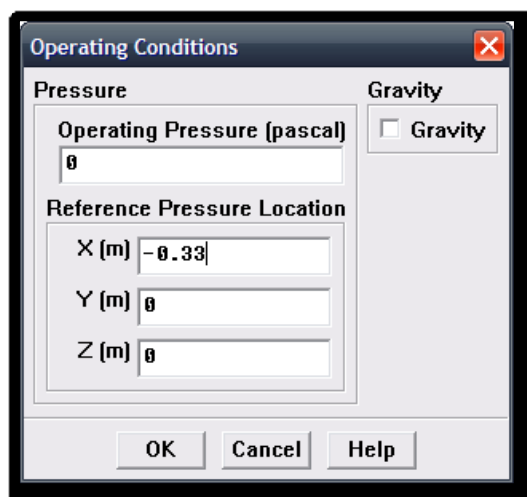 Operating Conditions
Pressure
Operating Pressure (pascal)
0
Reference Pressure Location
X (m) -0.33
Y (m) 0
Z (m) 0
Gravity
Gravity
OK Cancel Help